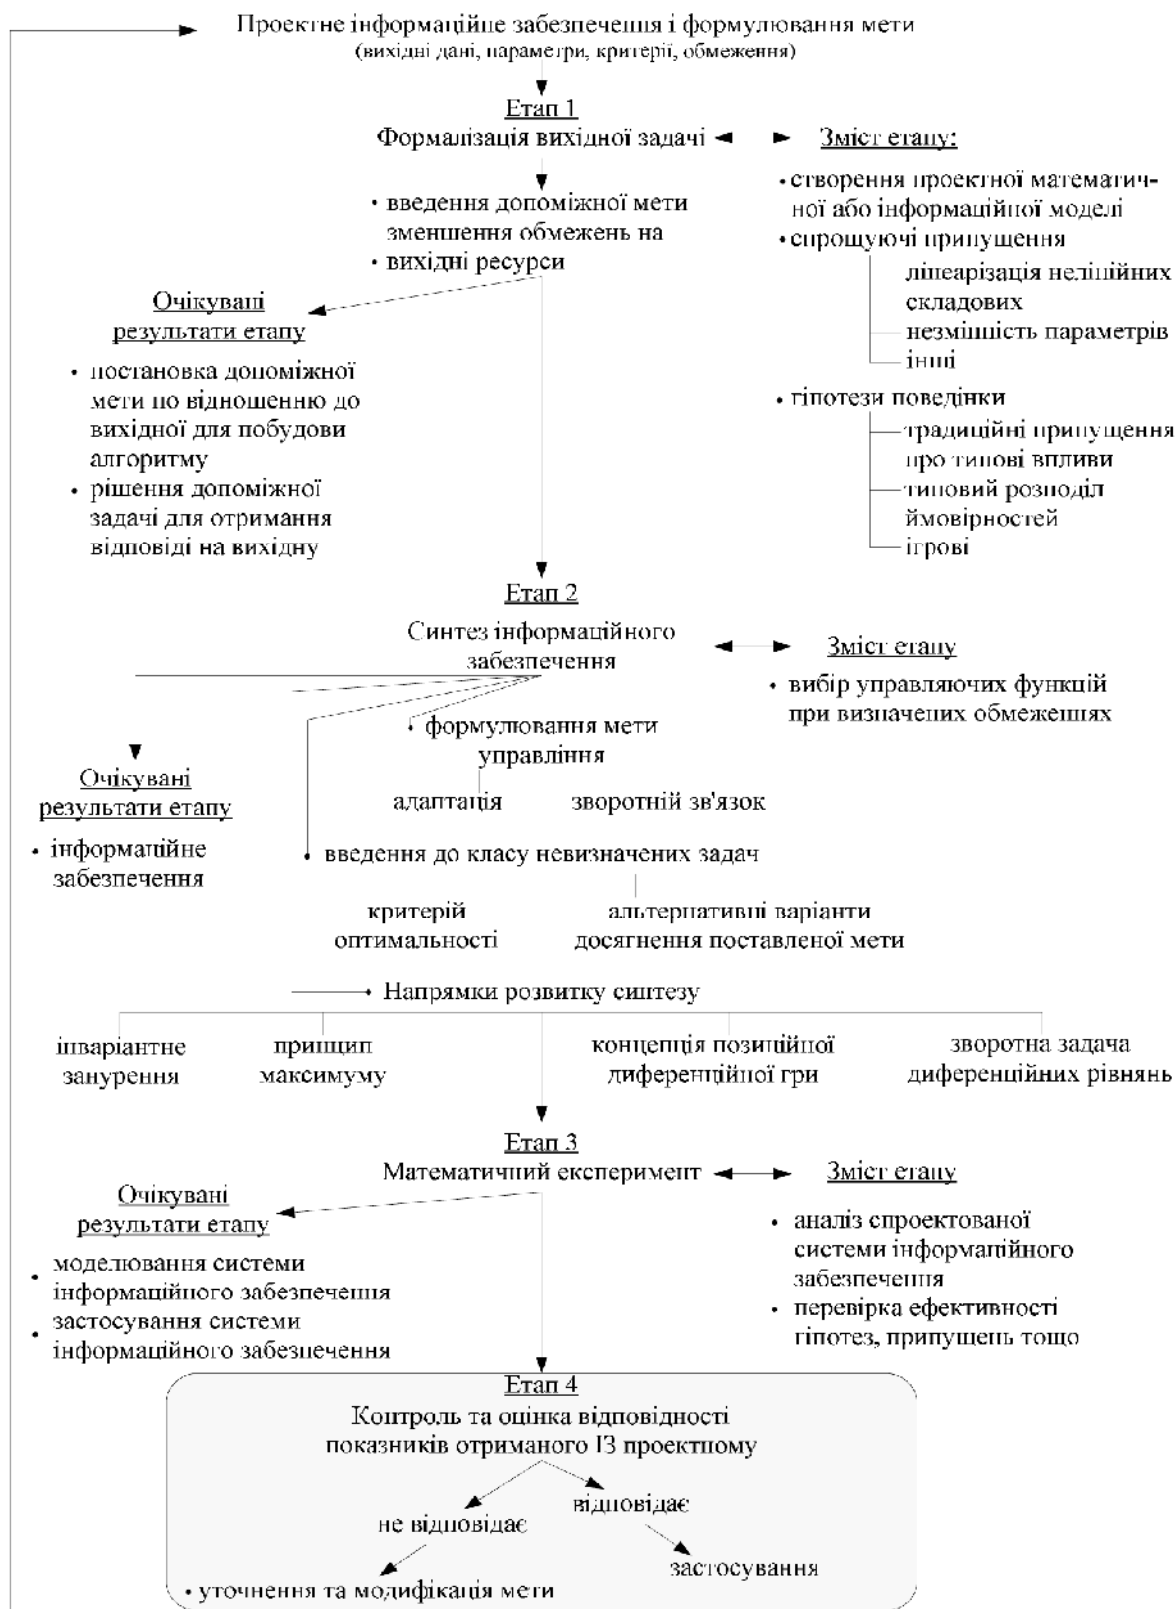 Проектне інформаційне забезпечення і формулювання мети
(вихідні дані, параметри, критерії, обмеження)
Етап 1
Формалізація вихідної задачі
Зміст етапу:
• створення проектної математич-
ної або інформаційної моделі
• спрощуючі припущення
лінеарізація нелінійних
складових
незмінність параметрів
інші
• гіпотези поведінки
традиційні припущення
про типові впливи
типовий розподіл
ймовірностей
ігрові
• введення допоміжної мети
зменшення обмежень на
• вихідні ресурси
Очікувані
результати етапу
• постановка допоміжної
мети по відношенню до
вихідної для побудови
алгоритму
• рішення допоміжної
задачі для отримання
відповіді на вихідну
Етап 2
Синтез інформаційного
забезпечення
Зміст етапу
• вибір управляючих функцій
при визначених обмеженнях
• формулювання мети
управління
адаптація
зворотній зв'язок
Очікувані
результати етапу
• інформаційне
забезпечення
• введення до класу невизначених задач
критерій
оптимальності
альтернативні варіанти
досягнення поставленої мети
• Напрямки розвитку синтезу
інваріантне
занурення
принцип
максимуму
концепція позиційної
диференційної гри
зворотна задача
диференційних рівнянь
Етап 3
Математичний експеримент
Зміст етапу
• аналіз спроектованої
системи інформаційного
забезпечення
• перевірка ефективності
гіпотез, припущень тощо
Очікувані
результати етапу
• моделювання системи
інформаційного забезпечення
• застосування системи
інформаційного забезпечення
Етап 4
Контроль та оцінка відповідності
показників отриманого ІЗ проектному
відповідає
не відповідає
застосування
• уточнення та модифікація мети